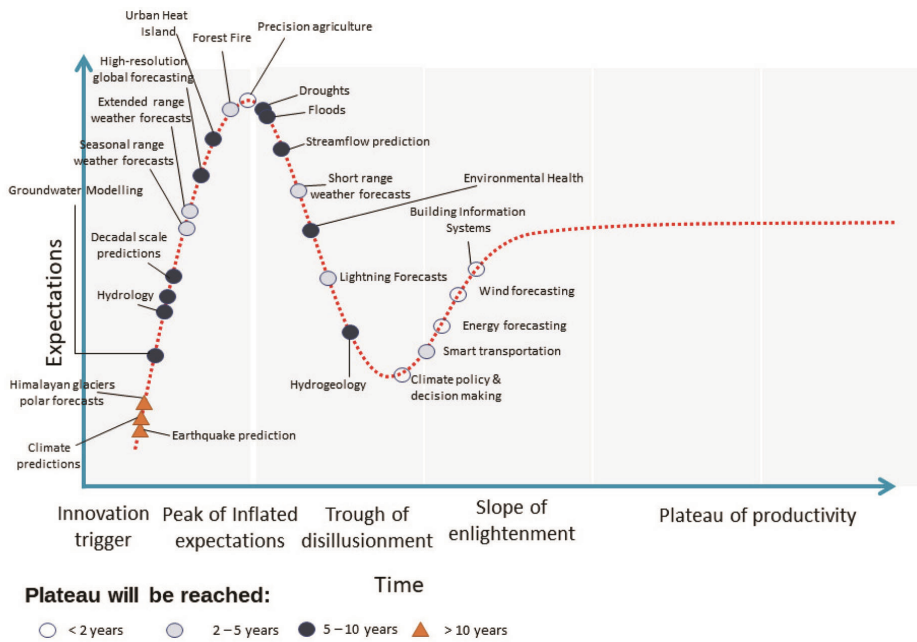 Urban Heat
Island
Forest Fire
Precision agriculture
High-resolution
global forecasting
Extended range
weather forecasts
Seasonal range
weather forecasts
Groundwater Modelling
Decadal scale
predictions
Hydrology
Himalayan glaciers
polar forecasts
Climate
predictions
Earthquake prediction
Droughts
Floods
Streamflow prediction
Short range
weather forecasts
Environmental Health
Building Information
Systems
Lightning Forecasts
Wind forecasting
Energy forecasting
Smart transportation
Hydrogeology
Climate policy &
decision making
Expectations
Innovation
trigger
Peak of Inflated
expectations
Trough of
disillusionment
Slope of
enlightenment
Plateau of productivity
Time
Plateau will be reached:
< 2 years
2 – 5 years
5 – 10 years
> 10 years